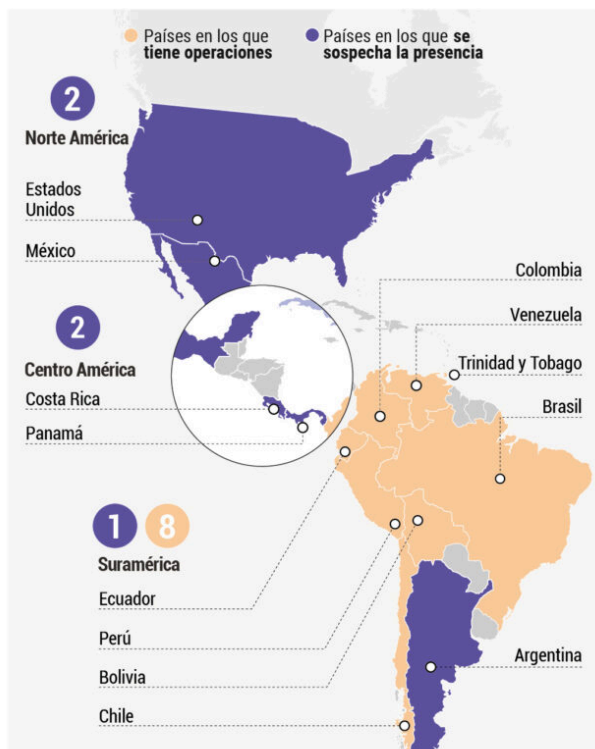 Países en los que
tiene operaciones
Países en los que se
sospecha la presencia
2
Norte América
Estados
Unidos
México
2
Centro América
Costa Rica
Panamá
Colombia
Venezuela
Trinidad y Tobago
Brasil
1 8
Suramérica
Ecuador
Perú
Bolivia
Chile
Argentina